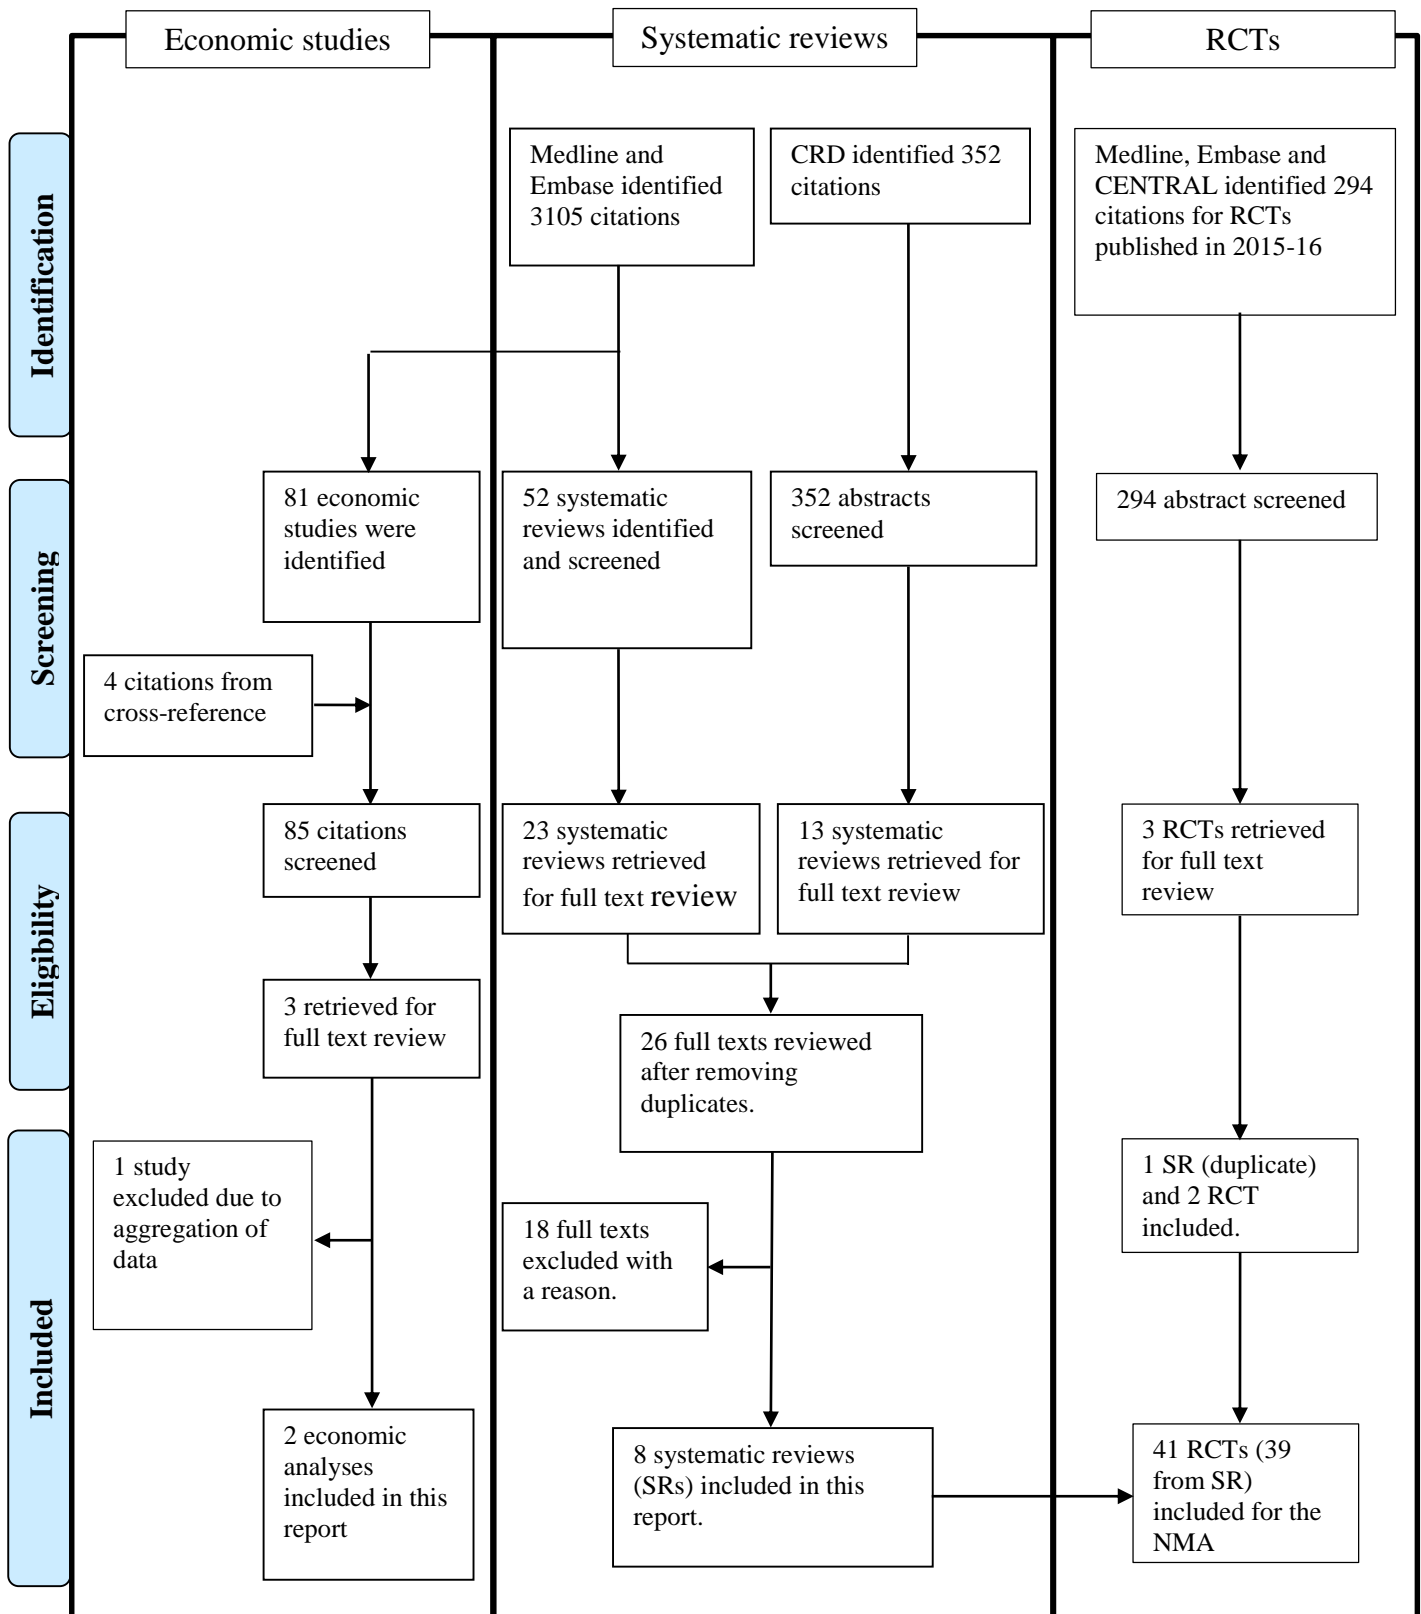 Economic studies
Systematic reviews
RCTs
Identification
Medline and
Embase identified
3105 citations
CRD identified 352
citations
Medline, Embase and
CENTRAL identified 294
citations for RCTs
published in 2015-16
Screening
81 economic
studies were
identified
52 systematic
reviews identified
and screened
352 abstracts
screened
294 abstract screened
4 citations from
cross-reference
Eligibility
85 citations
screened
23 systematic
reviews retrieved
for full text review
13 systematic
reviews retrieved for
full text review
3 RCTs retrieved
for full text
review
3 retrieved for
full text review
26 full texts reviewed
after removing
duplicates.
Included
1 study
excluded due to
aggregation of
data
18 full texts
excluded with
a reason.
1 SR (duplicate)
and 2 RCT
included.
2 economic
analyses
included in this
report
8 systematic reviews
(SRs) included in this
report.
41 RCTs (39
from SR)
included for the
NMA